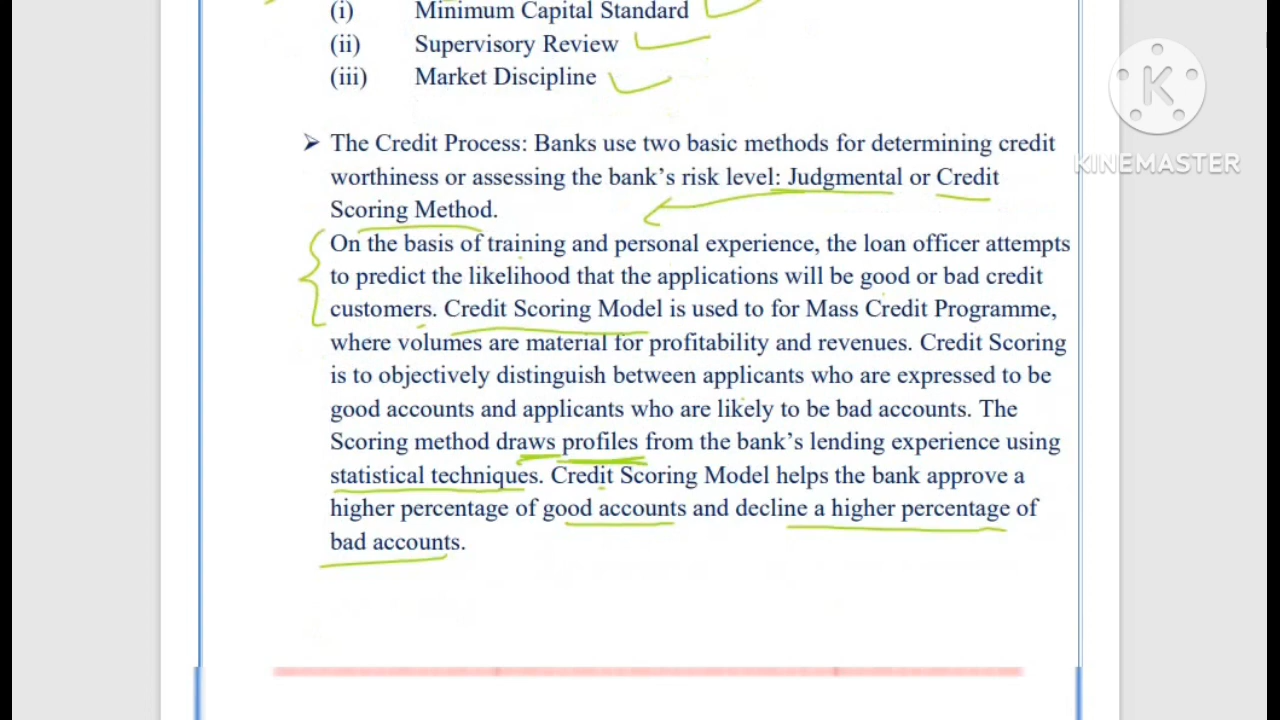 (i) Minimum Capital Standard
(ii) Supervisory Review
(iii) Market Discipline
➢ The Credit Process: Banks use two basic methods for determining credit
worthiness or assessing the bank's risk level: Judgmental or Credit
Scoring Method.
On the basis of training and personal experience, the loan officer attempts
to predict the likelihood that the applications will be good or bad credit
customers. Credit Scoring Model is used to for Mass Credit Programme,
where volumes are material for profitability and revenues. Credit Scoring
is to objectively distinguish between applicants who are expressed to be
good accounts and applicants who are likely to be bad accounts. The
Scoring method draws profiles from the bank's lending experience using
statistical techniques. Credit Scoring Model helps the bank approve a
higher percentage of good accounts and decline a higher percentage of
bad accounts.
K
KINEMASTER